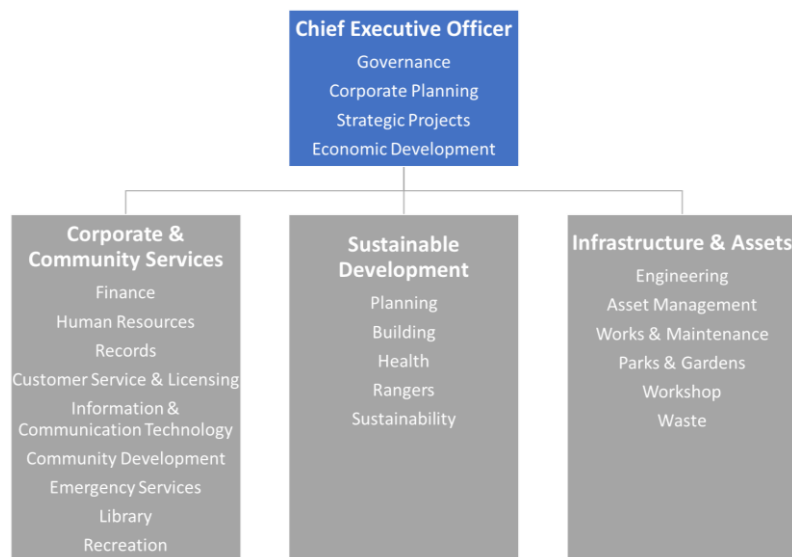 Chief Executive Officer
Governance
Corporate Planning
Strategic Projects
Economic Development
Corporate &
Community Services
Finance
Human Resources
Records
Customer Service & Licensing
Information &
Communication Technology
Community Development
Emergency Services
Library
Recreation
Sustainable
Development
Planning
Building
Health
Rangers
Sustainability
Infrastructure & Assets
Engineering
Asset Management
Works & Maintenance
Parks & Gardens
Workshop
Waste